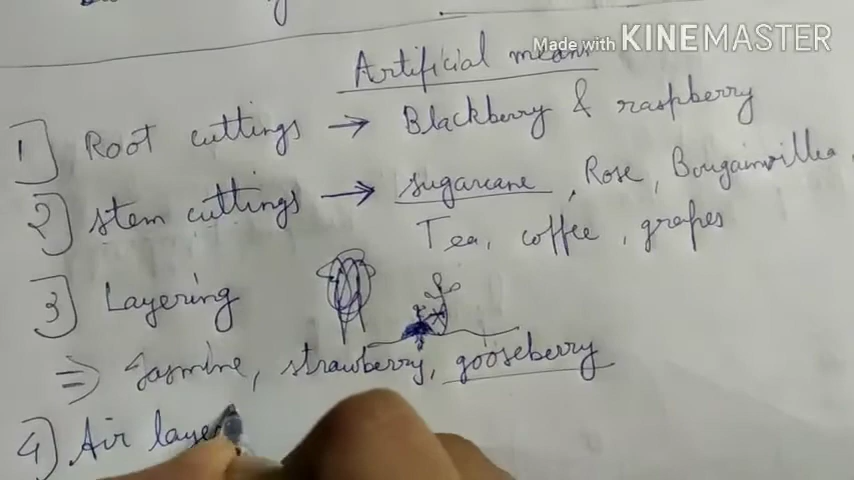 Made with KINEMASTER
Artificial means
1] Root cuttings → Blackberry & raspberry
2] Stem cuttings → sugarcane, Rose, Bougainvillea,
Tea, coffee, grapes
3] Layering
⇒ Jasmine, strawberry, gooseberry
4] Air laye